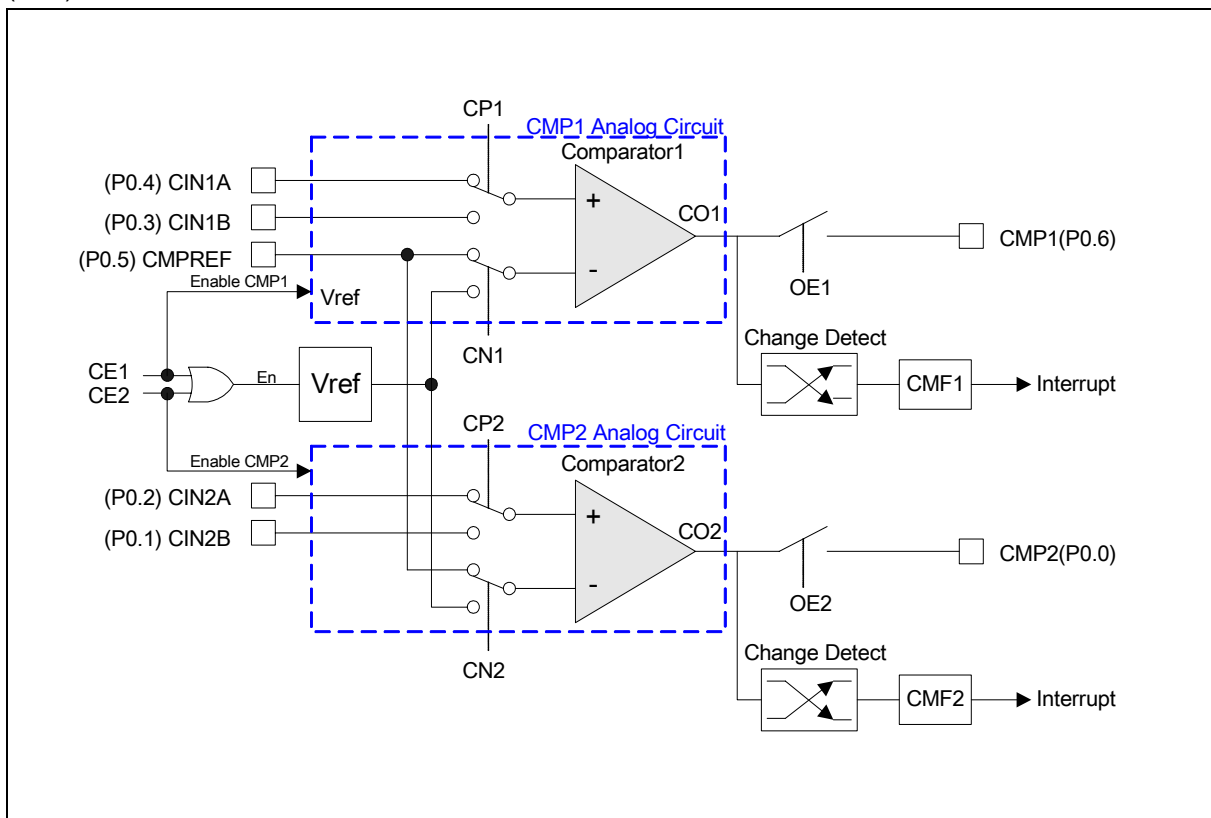 CP1
CMP1 Analog Circuit
Comparator1
(P0.4) CIN1A
+
CO1
(P0.3) CIN1B
CMP1(P0.6)
(P0.5) CMPREF
-
Enable CMP1
Vref
OE1
CN1
Change Detect
CE1
CE2
En
Vref
CMF1
Interrupt
CP2
CMP2 Analog Circuit
Enable CMP2
Comparator2
(P0.2) CIN2A
+
CO2
(P0.1) CIN2B
CMP2(P0.0)
-
OE2
CN2
Change Detect
CMF2
Interrupt